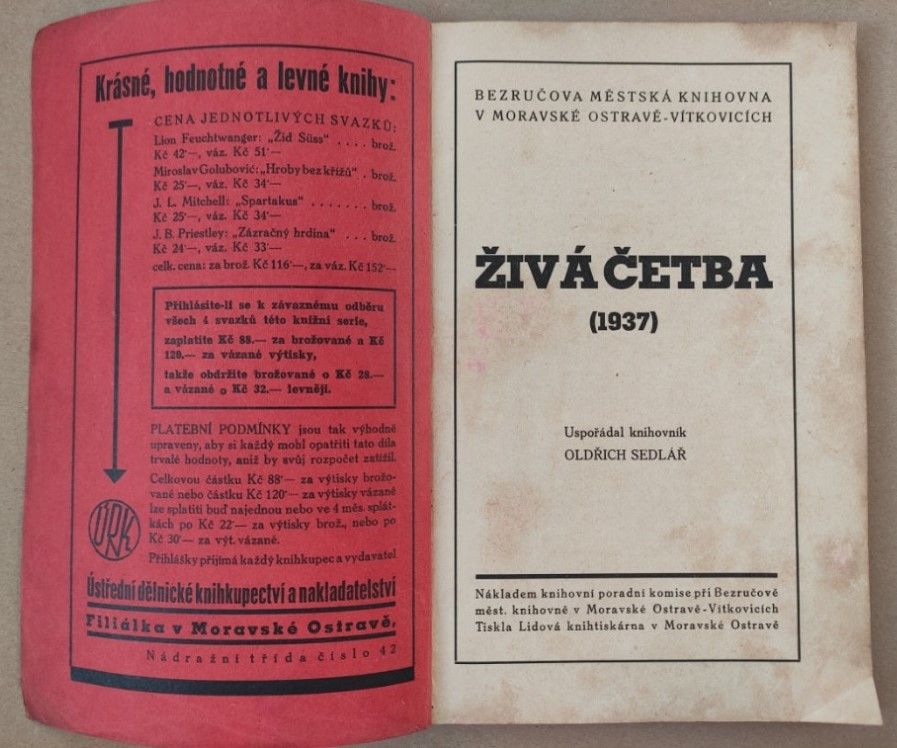 Krásné, hodnotné a levné knihy:
CENA JEDNOTLIVÝCH SVAZKŮ:
Lion Feuchtwanger: „Žid Süss“ . . . . brož.
Kč 42·—, váz. Kč 51·—
Miroslav Golubović: „Hroby bez křížů“ . brož.
Kč 25·—, váz. Kč 34·—
J. L. Mitchell: „Spartakus“ . . . . . . . brož.
Kč 25·—, váz. Kč 34·—
J. B. Priestley: „Zázračný hrdina“ . . . brož.
Kč 24·—, váz. Kč 33·—
celk. cena: za brož. Kč 116·—, za váz. Kč 152·—
Přihlásíte-li se k závaznému odběru
všech 4 svazků této knižní serie,
zaplatíte Kč 88.— za brožované a Kč
120.— za vázané výtisky,
takže obdržíte brožované o Kč 28.—
a vázané o Kč 32.— levněji.
PLATEBNÍ PODMÍNKY jsou tak výhodně
upraveny, aby si každý mohl opatřiti tato díla
trvalé hodnoty, aniž by svůj rozpočet zatížil.
Celkovou částku Kč 88·— za výtisky brožo-
vané nebo částku Kč 120·— za výtisky vázané
lze splatiti buď najednou nebo ve 4 měs. splát-
kách po Kč 22·— za výtisky brož., nebo po
Kč 30·— za výt. vázané.
Přihlášky přijímá každý knihkupec a vydavatel
ÚRK
Ústřední dělnické knihkupectví a nakladatelství
Filiálka v Moravské Ostravě,
Nádražní třída číslo 42
BEZRUČOVA MĚSTSKÁ KNIHOVNA
V MORAVSKÉ OSTRAVĚ-VÍTKOVICÍCH
ŽIVÁ ČETBA
(1937)
Uspořádal knihovník
OLDŘICH SEDLÁŘ
Nákladem knihovní poradní komise při Bezručově
měst. knihovně v Moravské Ostravě-Vítkovicích
Tiskla Lidová knihtiskárna v Moravské Ostravě